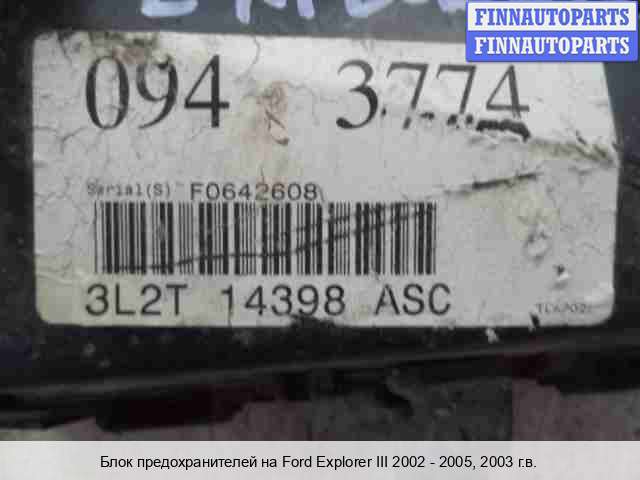 FINNAUTOPARTS
FINNAUTOPARTS
094 3774
Serial(S) F0642608
3L2T 14398 ASC
Блок предохранителей на Ford Explorer III 2002 - 2005, 2003 г.в.